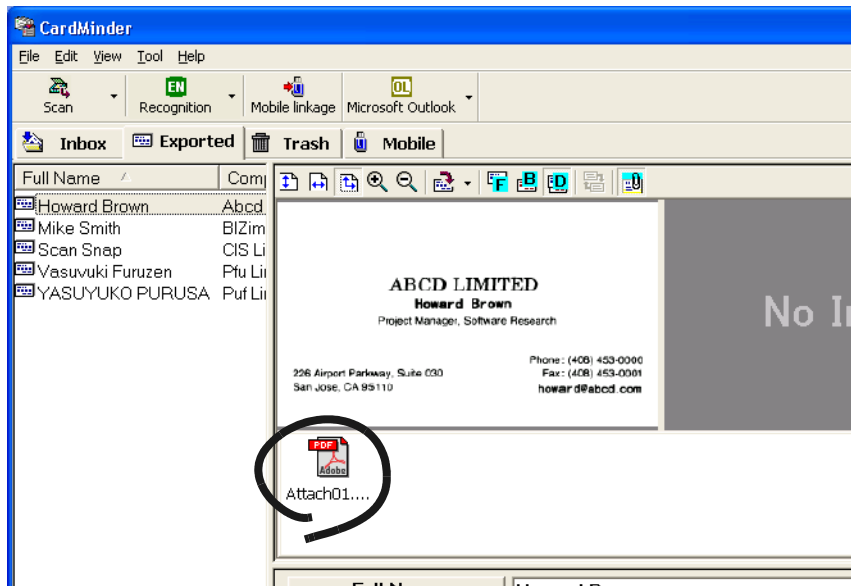 CardMinder
File Edit View Tool Help
EN OL
Scan Recognition Mobile linkage Microsoft Outlook
Inbox Exported Trash Mobile
Full Name Comp
F B D
Howard Brown Abcd
Mike Smith BIZim
Scan Snap CIS Li
Vasuvuki Furuzen Pfu Lin
YASUYUKO PURUSA Puf Lin
ABCD LIMITED
Howard Brown
Project Manager, Software Research
No I
Phone: (408) 453-0000
226 Airport Parkway, Suite 030 Fax: (408) 453-0001
San Jose, CA 95110 howard@abcd.com
PDF
Adobe
Attach01....